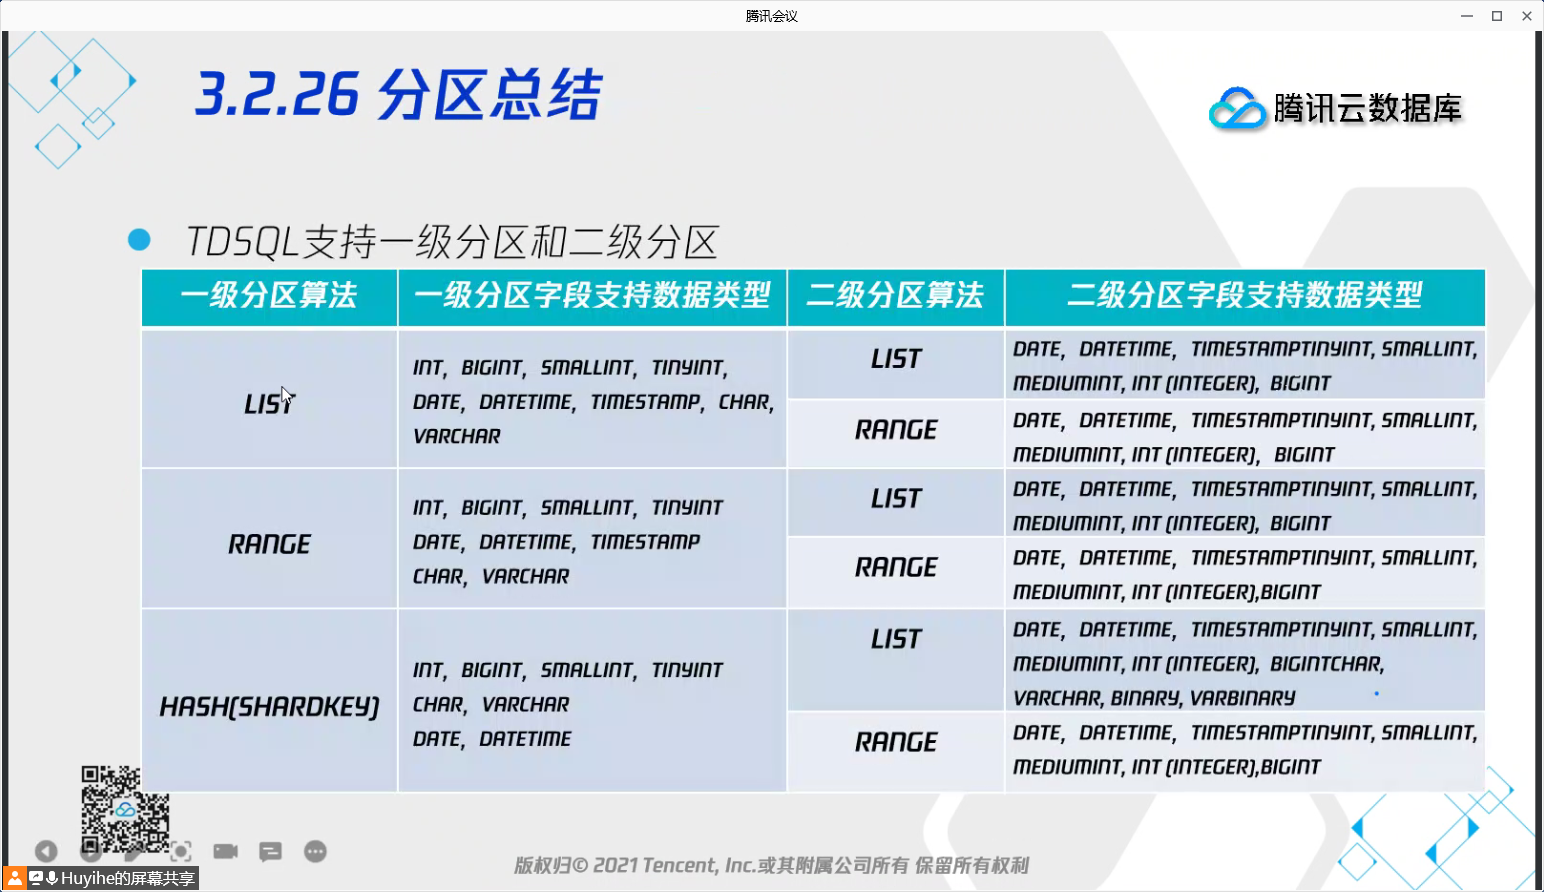 腾讯会议
3.2.26 分区总结
腾讯云数据库
TDSQL支持一级分区和二级分区
一级分区算法 一级分区字段支持数据类型 二级分区算法 二级分区字段支持数据类型
LIST
INT, BIGINT, SMALLINT, TINYINT,
DATE, DATETIME, TIMESTAMP, CHAR,
VARCHAR
LIST
DATE, DATETIME, TIMESTAMPTINYINT, SMALLINT,
MEDIUMINT, INT (INTEGER), BIGINT
RANGE
DATE, DATETIME, TIMESTAMPTINYINT, SMALLINT,
MEDIUMINT, INT (INTEGER), BIGINT
RANGE
INT, BIGINT, SMALLINT, TINYINT
DATE, DATETIME, TIMESTAMP
CHAR, VARCHAR
LIST
DATE, DATETIME, TIMESTAMPTINYINT, SMALLINT,
MEDIUMINT, INT (INTEGER), BIGINT
RANGE
DATE, DATETIME, TIMESTAMPTINYINT, SMALLINT,
MEDIUMINT, INT (INTEGER),BIGINT
HASH(SHARDKEY)
INT, BIGINT, SMALLINT, TINYINT
CHAR, VARCHAR
DATE, DATETIME
LIST
DATE, DATETIME, TIMESTAMPTINYINT, SMALLINT,
MEDIUMINT, INT (INTEGER), BIGINTCHAR,
VARCHAR, BINARY, VARBINARY
RANGE
DATE, DATETIME, TIMESTAMPTINYINT, SMALLINT,
MEDIUMINT, INT (INTEGER),BIGINT
版权归© 2021 Tencent, Inc.或其附属公司所有 保留所有权利
Huyihe的屏幕共享